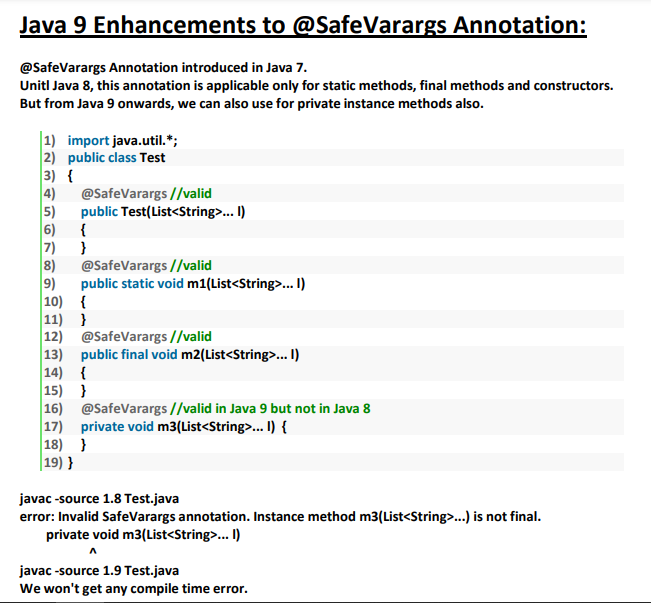 Java 9 Enhancements to @SafeVarargs Annotation:
@SafeVarargs Annotation introduced in Java 7.
Unitl Java 8, this annotation is applicable only for static methods, final methods and constructors.
But from Java 9 onwards, we can also use for private instance methods also.
1) import java.util.*;
2) public class Test
3) {
4) @SafeVarargs //valid
5) public Test(List<String>... l)
6) {
7) }
8) @SafeVarargs //valid
9) public static void m1(List<String>... l)
10) {
11) }
12) @SafeVarargs //valid
13) public final void m2(List<String>... l)
14) {
15) }
16) @SafeVarargs //valid in Java 9 but not in Java 8
17) private void m3(List<String>... l) {
18) }
19) }
javac -source 1.8 Test.java
error: Invalid SafeVarargs annotation. Instance method m3(List<String>...) is not final.
private void m3(List<String>... l)
^
javac -source 1.9 Test.java
We won't get any compile time error.